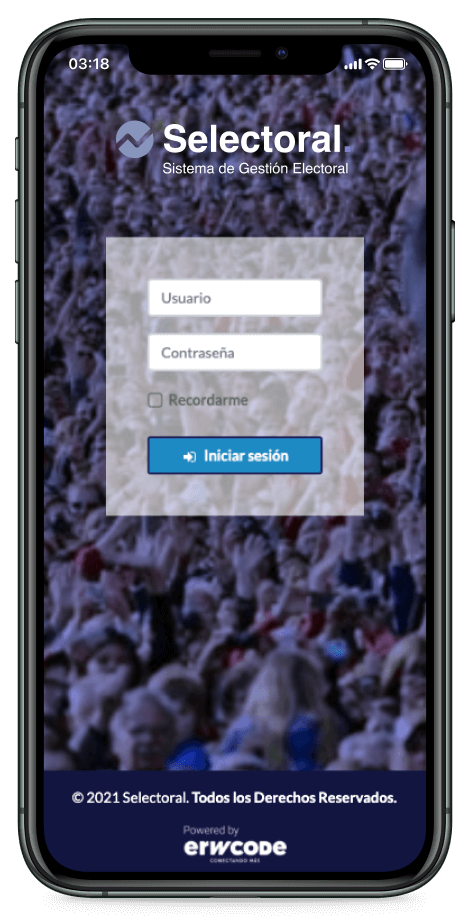 03:18
Selectoral.
Sistema de Gestión Electoral
Usuario
Contraseña
Recordarme
Iniciar sesión
© 2021 Selectoral. Todos los Derechos Reservados.
Powered by
erwcode
CONECTANDO MÁS